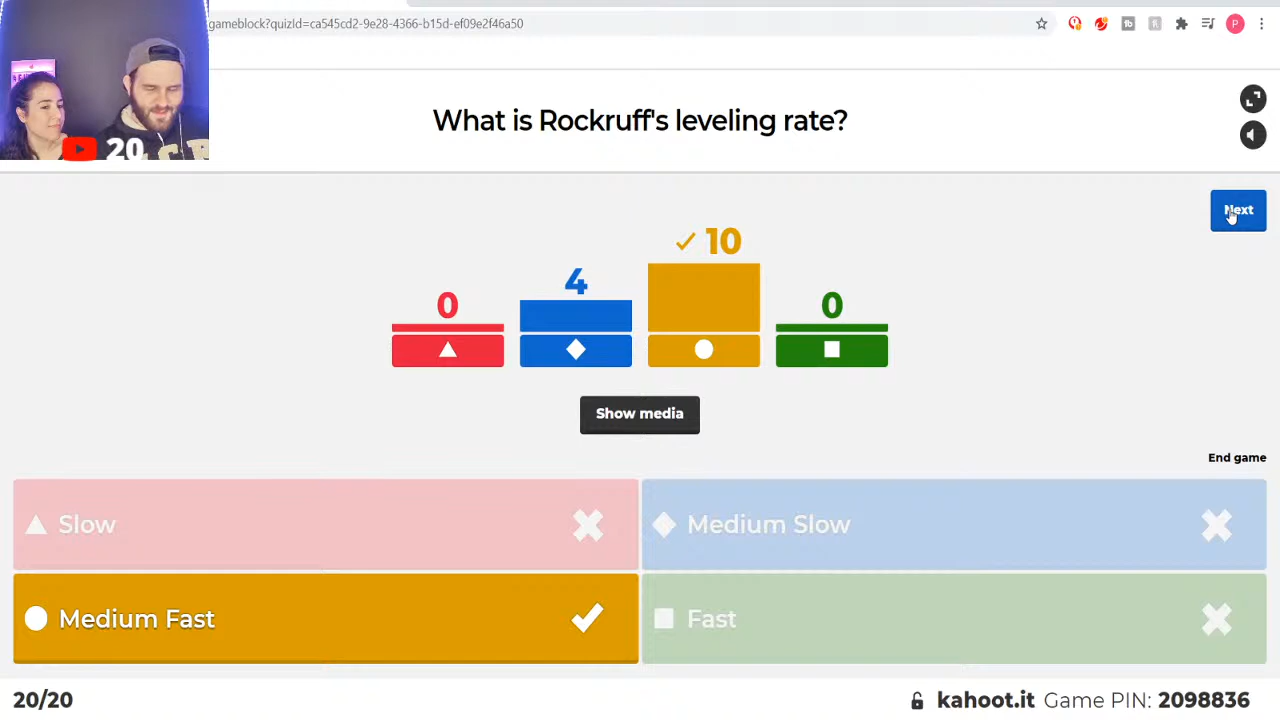 gameblock?quizId=ca545cd2-9e28-4366-b15d-ef09e2f46a50
P
20
What is Rockruff's leveling rate?
Next
0
4
10
0
Show media
End game
Slow
Medium Slow
Medium Fast
Fast
20/20
kahoot.it Game PIN: 2098836